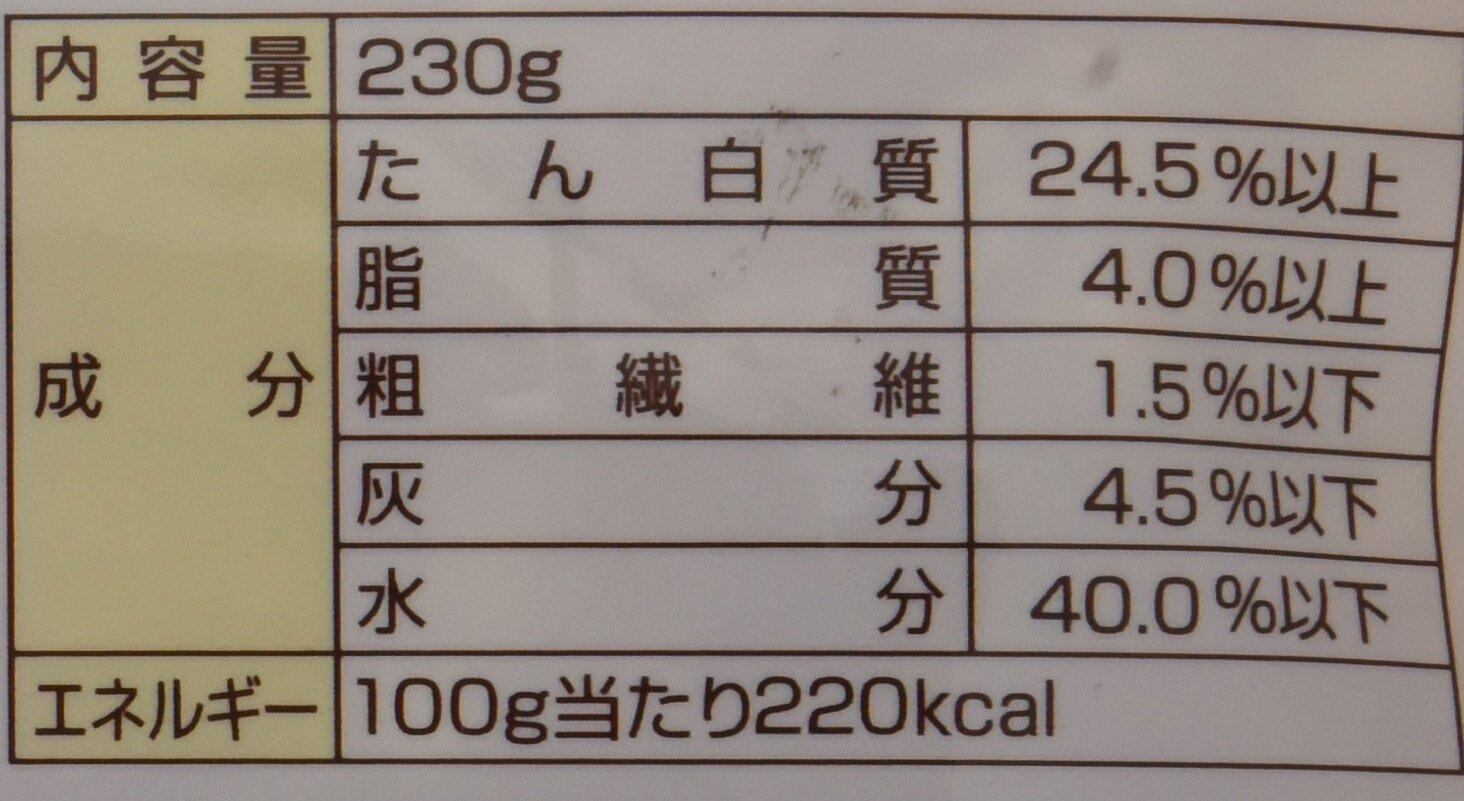 内容量 230g
成分 たん白質 24.5%以上
脂質 4.0%以上
粗繊維 1.5%以下
灰分 4.5%以下
水分 40.0%以下
エネルギー 100g当たり220kcal